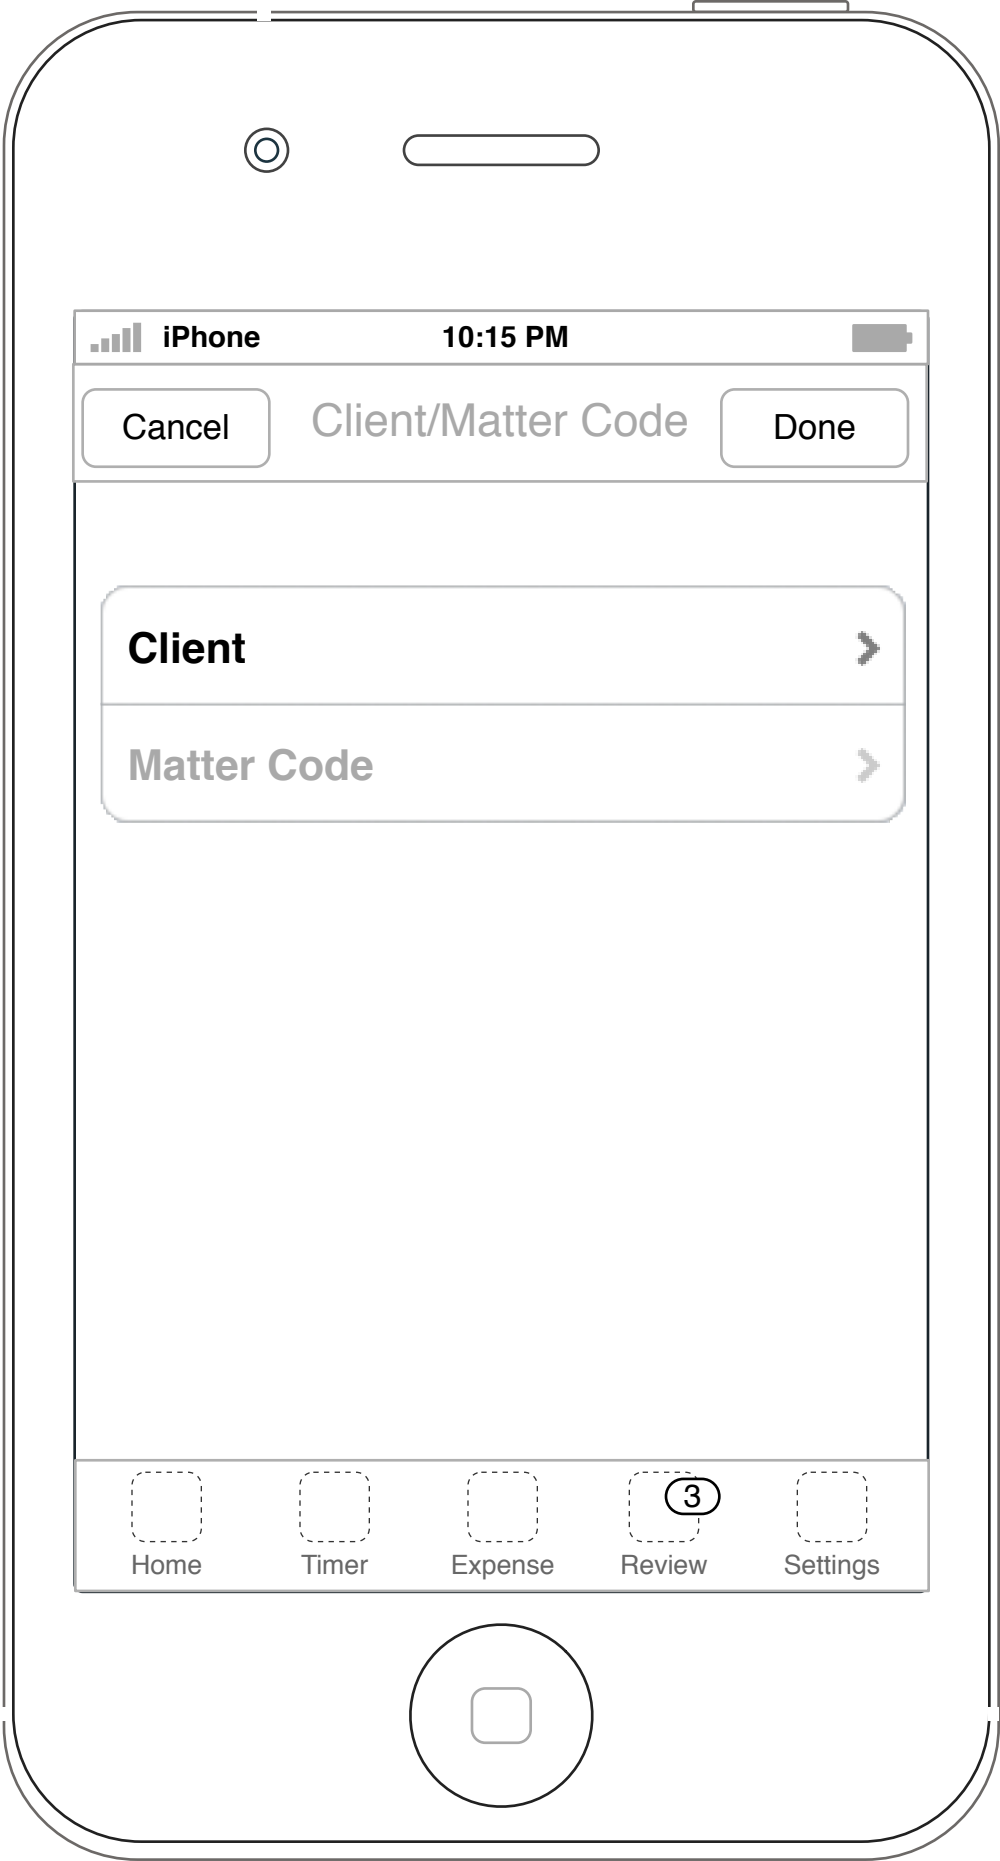 iPhone 10:15 PM
Cancel Client/Matter Code Done
Client
Matter Code
3
Home Timer Expense Review Settings